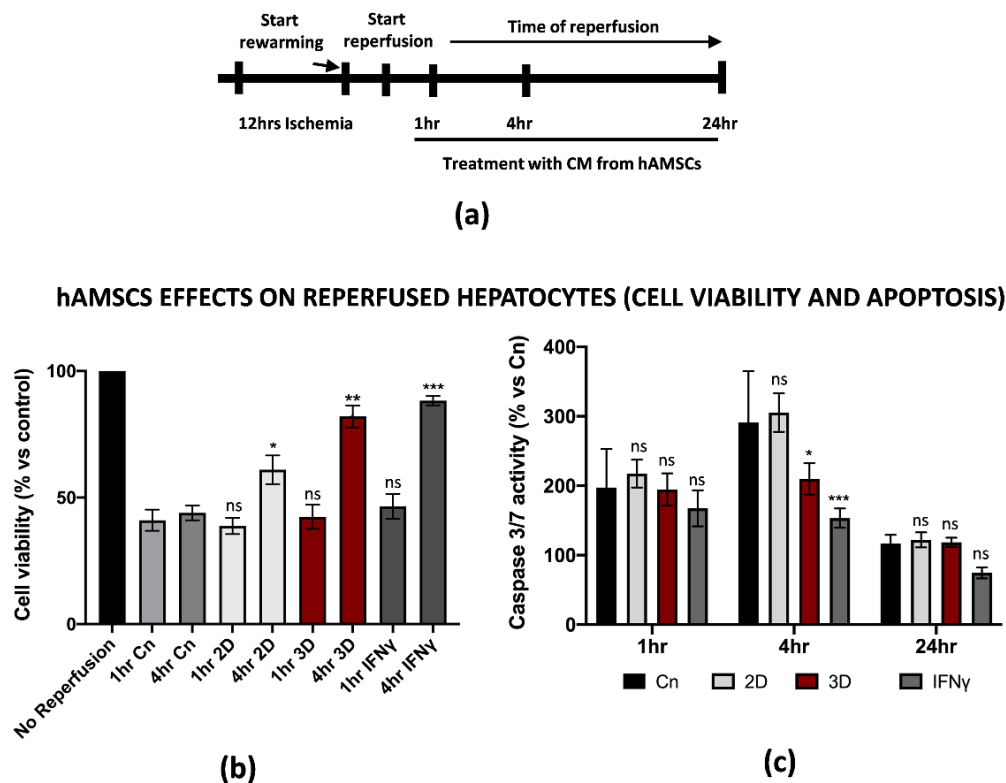 Start
rewarming
Start
reperfusion
Time of reperfusion
12hrs Ischemia
1hr
4hr
24hr
Treatment with CM from hAMSCs
(a)
hAMSCS EFFECTS ON REPERFUSED HEPATOCYTES (CELL VIABILITY AND APOPTOSIS)
Cell viability (% vs control)
100
50
0
ns
*
ns
**
ns
***
No Reperfusion
1hr Cn
4hr Cn
1hr 2D
4hr 2D
1hr 3D
4hr 3D
1hr IFNγ
4hr IFNγ
(b)
Caspase 3/7 activity (% vs Cn)
400
300
200
100
0
ns
ns
ns
ns
*
***
ns
ns
ns
1hr
4hr
24hr
Cn
2D
3D
IFNγ
(c)